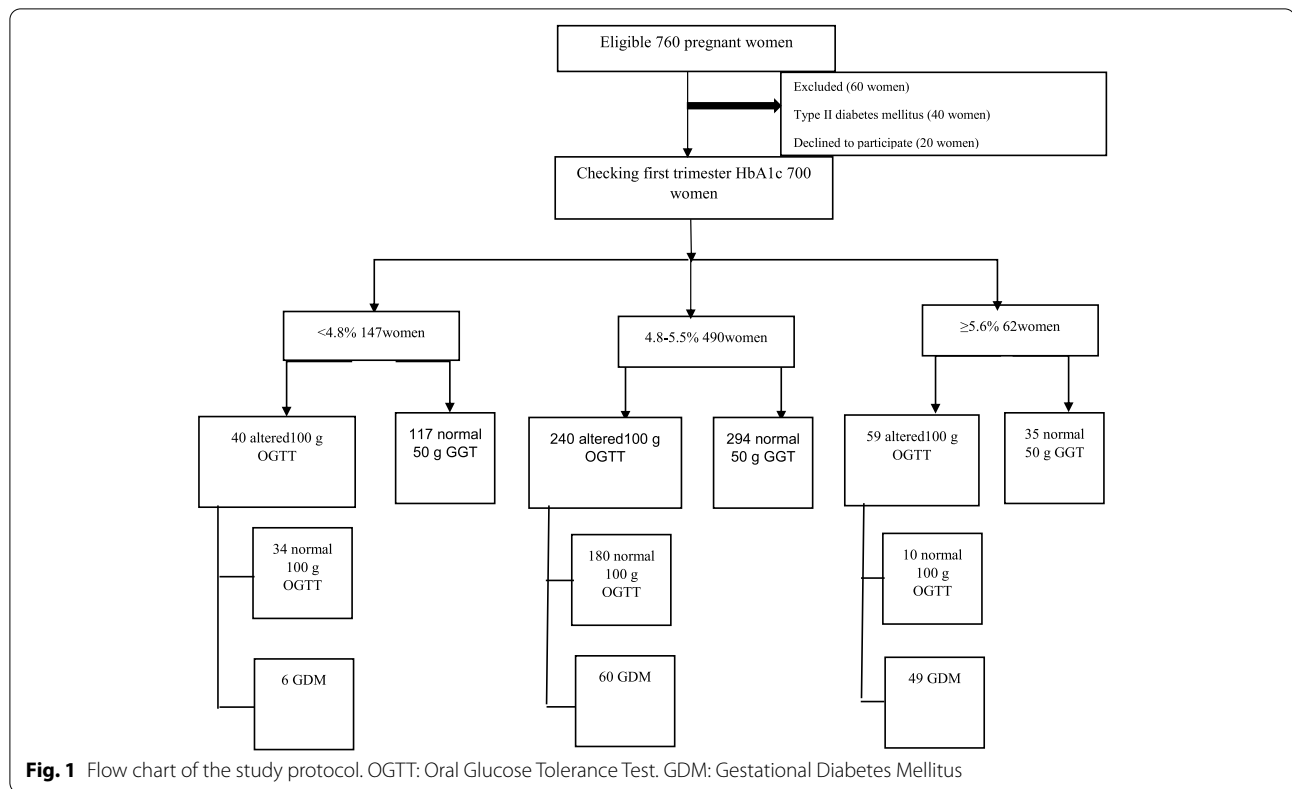 Eligible 760 pregnant women
Excluded (60 women)
Type II diabetes mellitus (40 women)
Declined to participate (20 women)
Checking first trimester HbA1c 700
women
<4.8% 147women
4.8-5.5% 490women
≥5.6% 62women
40 altered100 g
OGTT
117 normal
50 g GGT
240 altered100 g
OGTT
294 normal
50 g GGT
59 altered100 g
OGTT
35 normal
50 g GGT
34 normal
100 g
OGTT
180 normal
100 g
OGTT
10 normal
100 g
OGTT
6 GDM
60 GDM
49 GDM
Fig. 1 Flow chart of the study protocol. OGTT: Oral Glucose Tolerance Test. GDM: Gestational Diabetes Mellitus